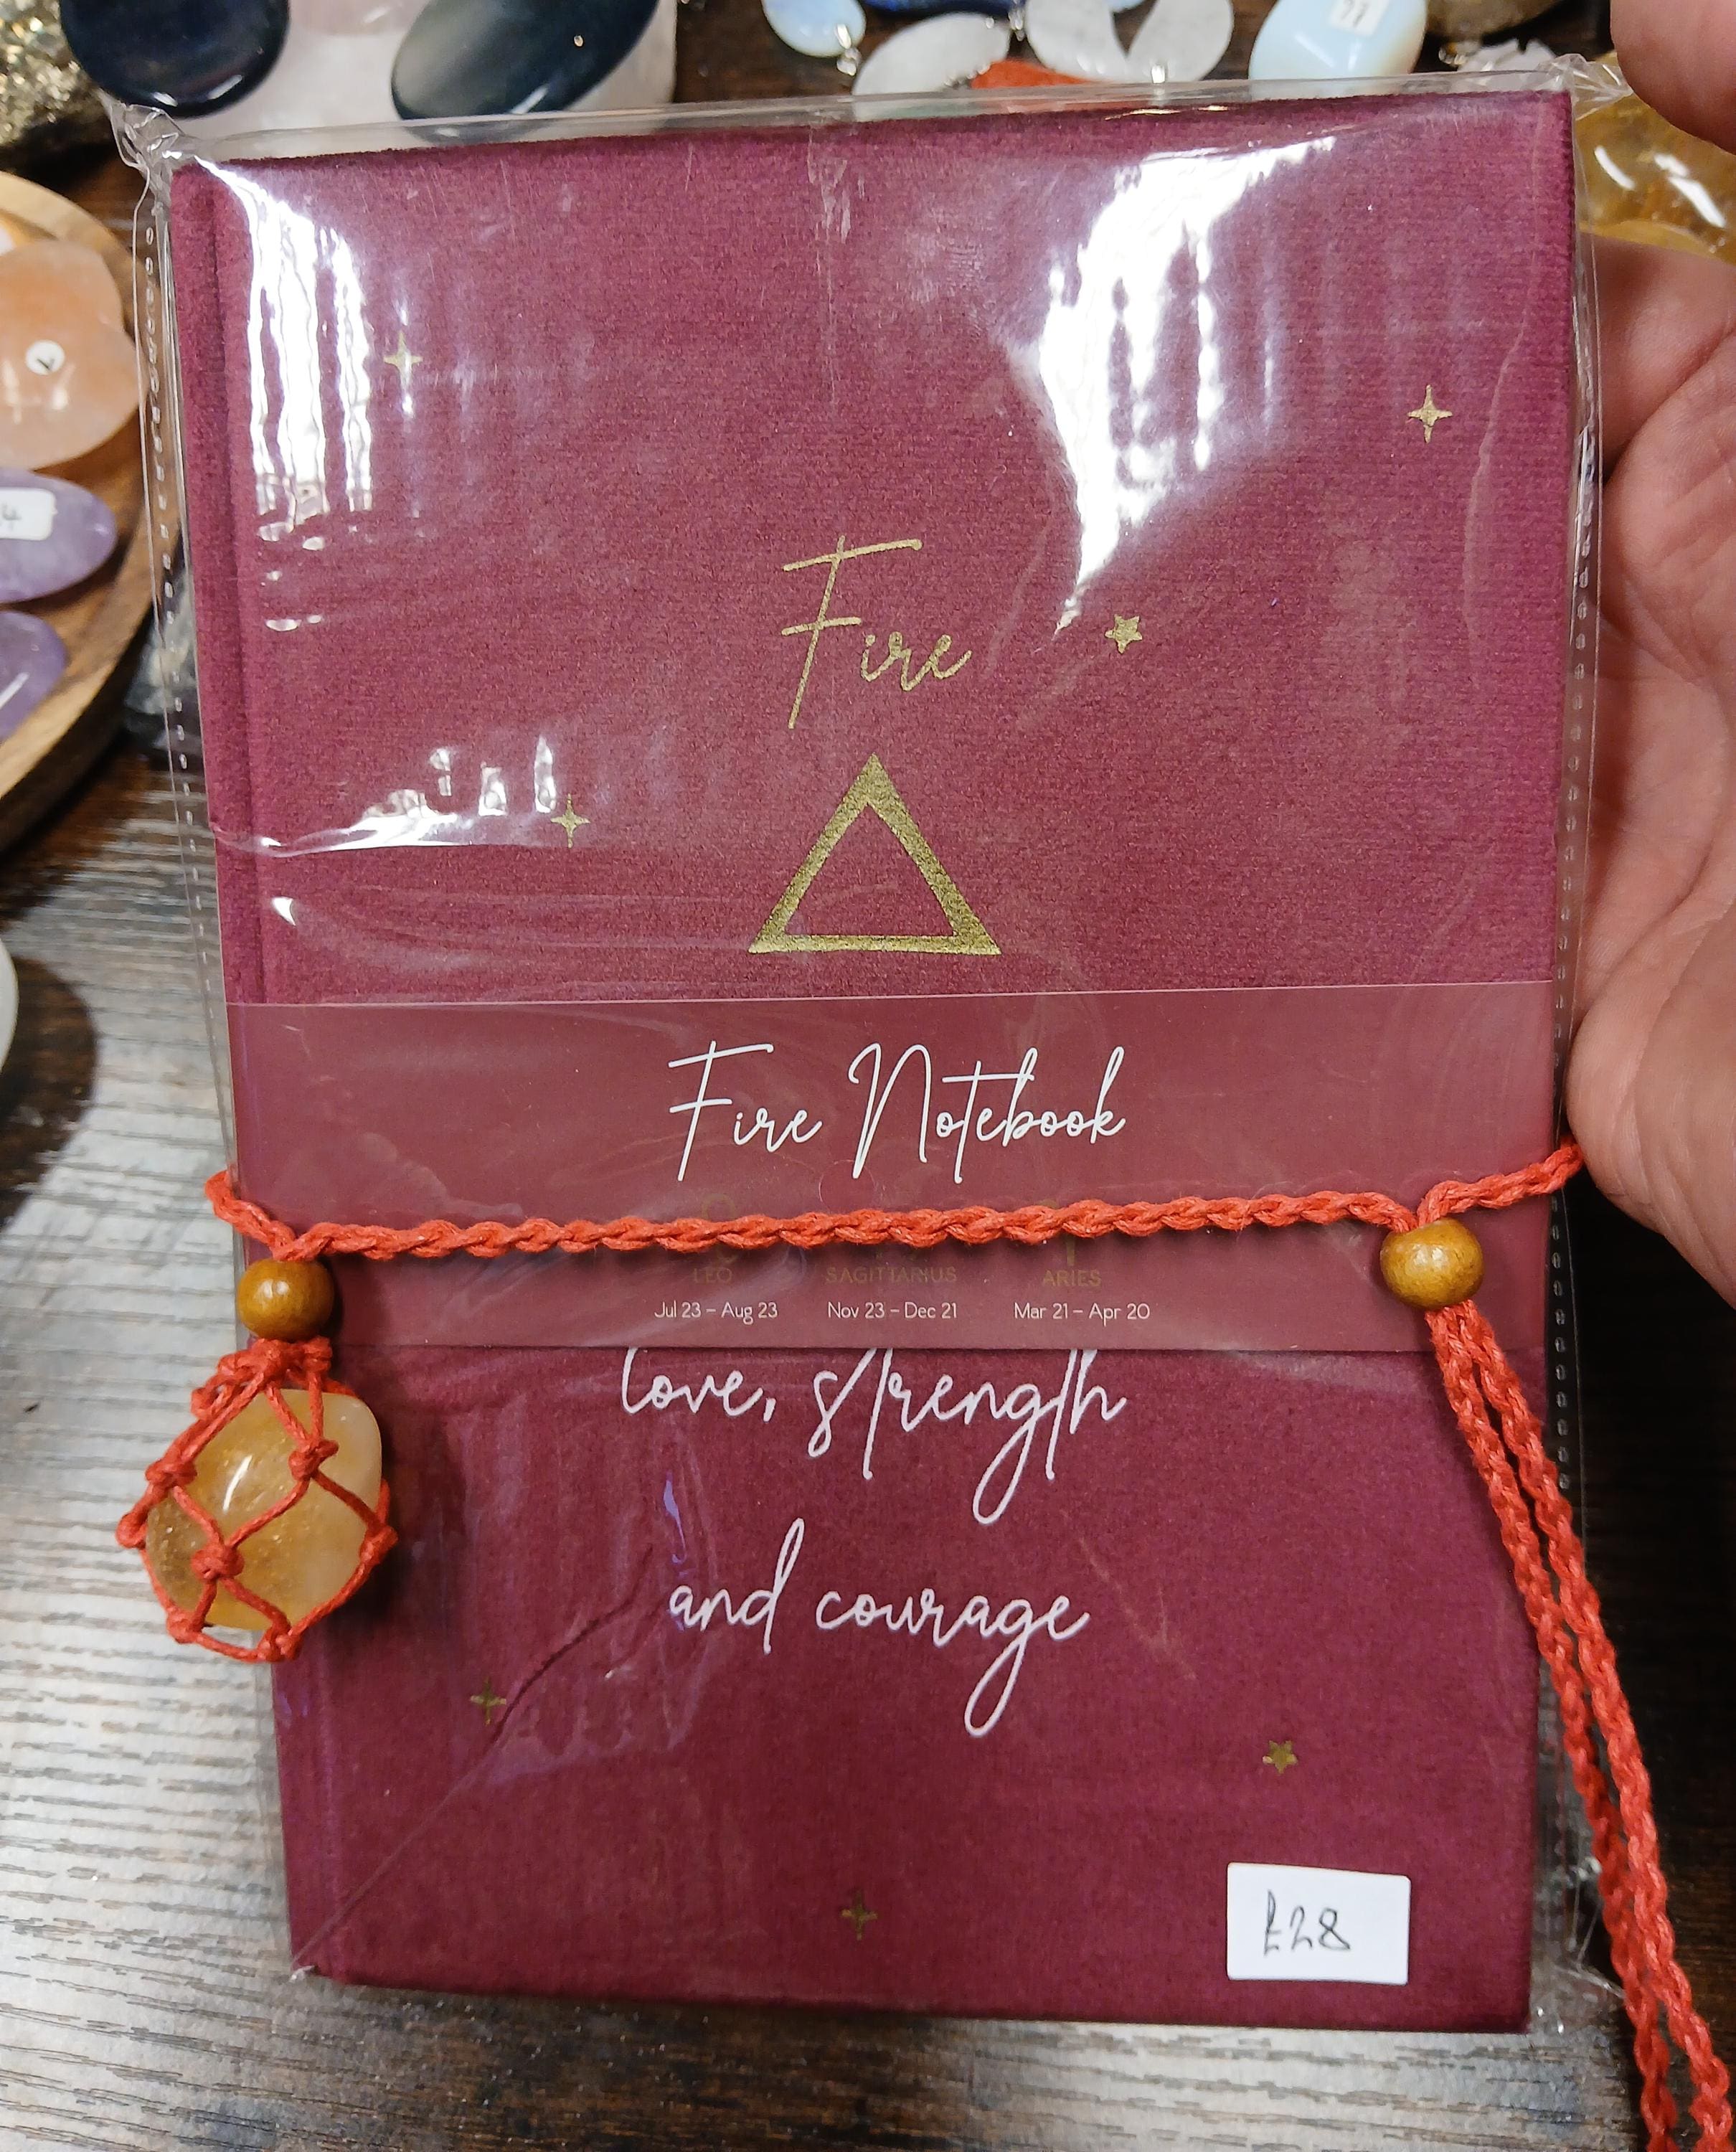 Fire
Fire Notebook
LEO SAGITTARIUS ARIES
Jul 23 – Aug 23 Nov 23 – Dec 21 Mar 21 – Apr 20
love, strength
and courage
£28